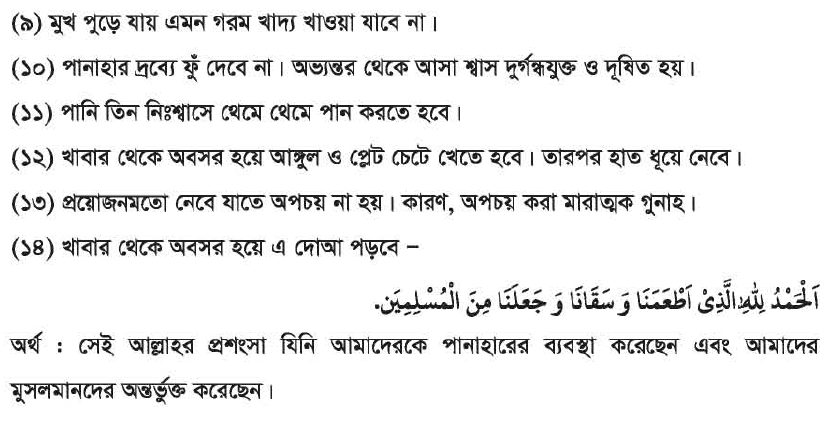 (৯) মুখ পুড়ে যায় এমন গরম খাদ্য খাওয়া যাবে না।
(১০) পানাহার দ্রব্যে ফুঁ দেবে না। অভ্যন্তর থেকে আসা শ্বাস দুর্গন্ধযুক্ত ও দূষিত হয়।
(১১) পানি তিন নিঃশ্বাসে থেমে থেমে পান করতে হবে।
(১২) খাবার থেকে অবসর হয়ে আঙ্গুল ও প্লেট চেটে খেতে হবে। তারপর হাত ধূয়ে নেবে।
(১৩) প্রয়োজনমতো নেবে যাতে অপচয় না হয়। কারণ, অপচয় করা মারাত্মক গুনাহ।
(১৪) খাবার থেকে অবসর হয়ে এ দোআ পড়বে –
اَلْحَمْدُ لِلّٰهِ الَّذِىْ اَطْعَمَنَا وَ سَقَانَا وَ جَعَلَنَا مِنَ الْمُسْلِمِيَن.
অর্থ : সেই আল্লাহর প্রশংসা যিনি আমাদেরকে পানাহারের ব্যবস্থা করেছেন এবং আমাদের
মুসলমানদের অন্তর্ভুক্ত করেছেন।